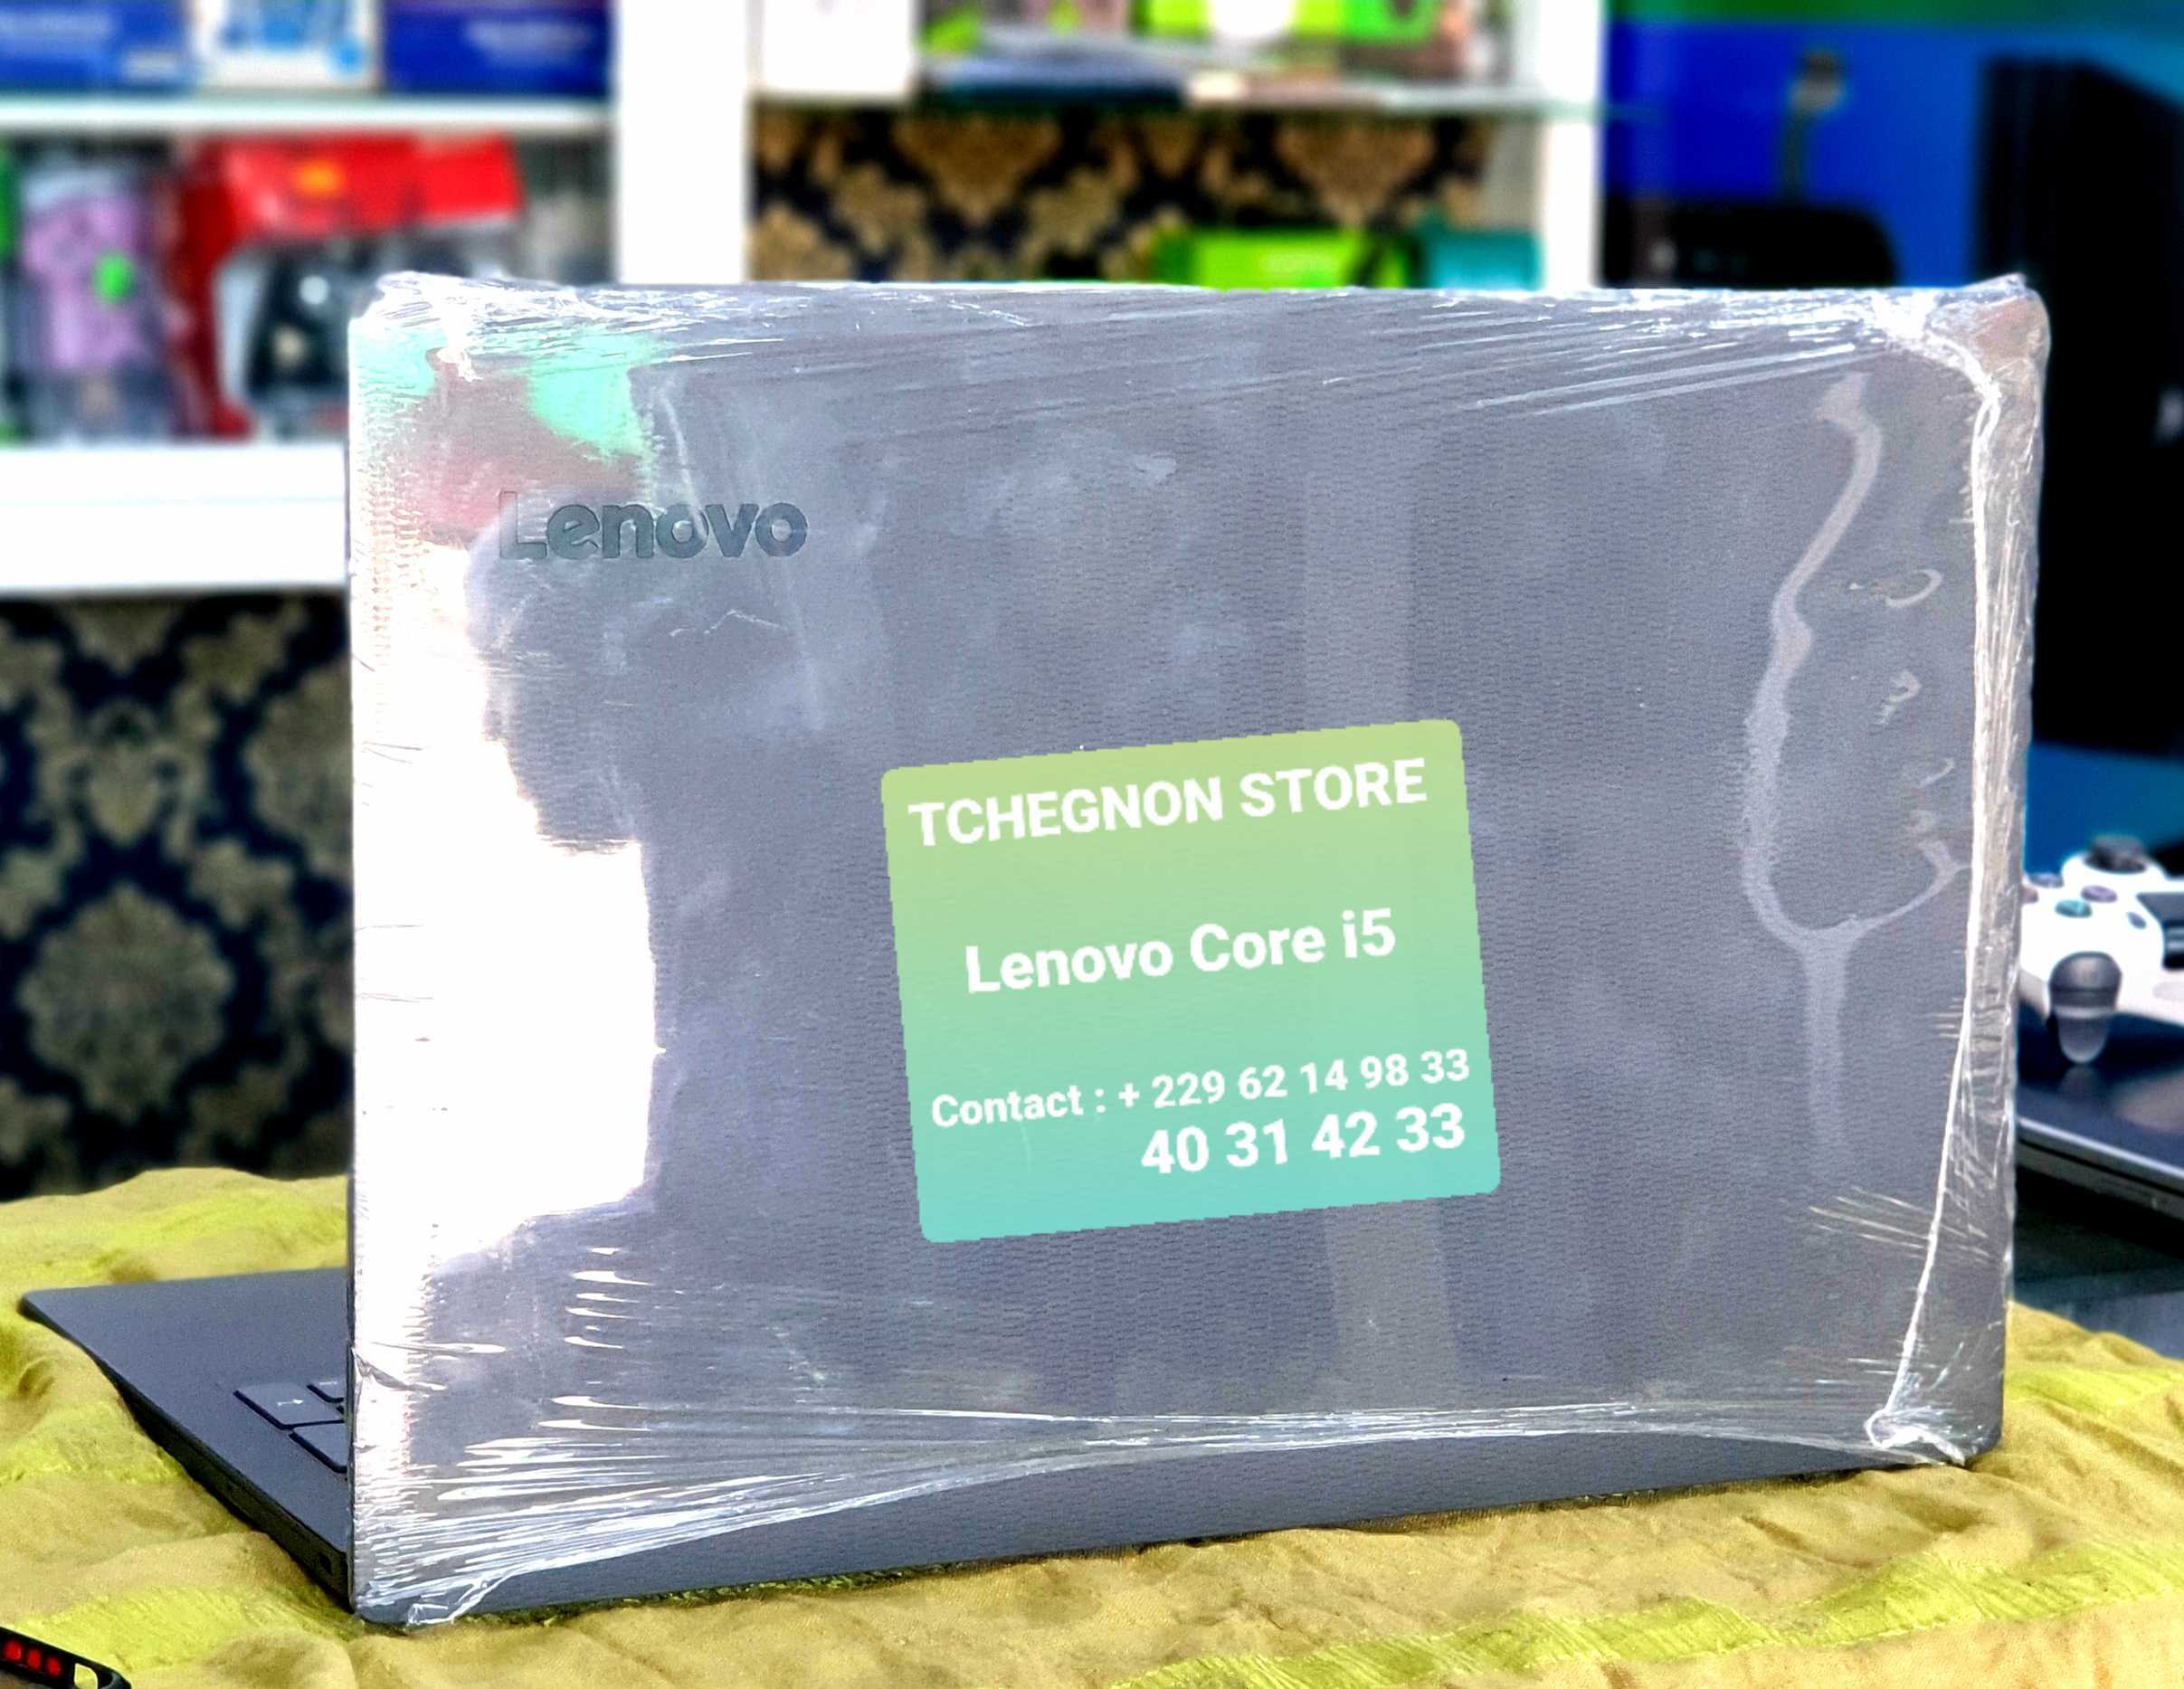 Lenovo
TCHEGNON STORE
Lenovo Core i5
Contact : + 229 62 14 98 33
40 31 42 33